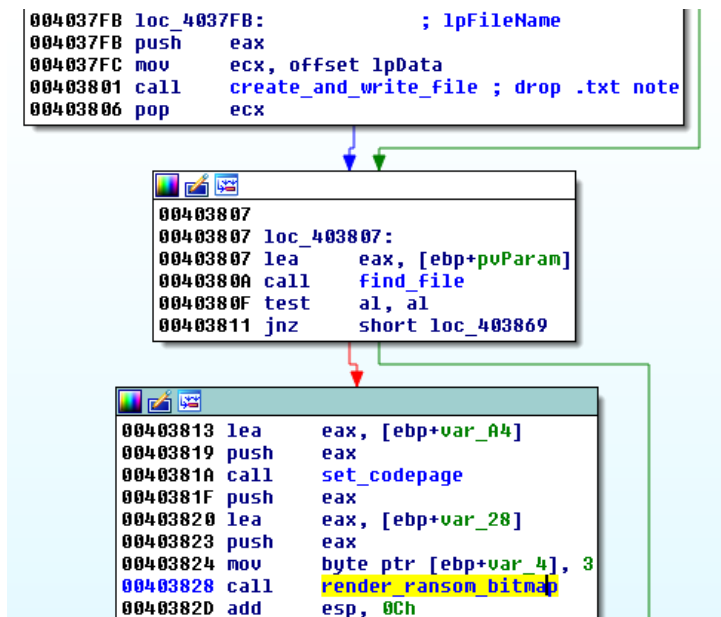 004037FB loc_4037FB: ; lpFileName
004037FB push eax
004037FC mov ecx, offset lpData
00403801 call create_and_write_file ; drop .txt note
00403806 pop ecx
00403807
00403807 loc_403807:
00403807 lea eax, [ebp+pvParam]
0040380A call find_file
0040380F test al, al
00403811 jnz short loc_403869
00403813 lea eax, [ebp+var_A4]
00403819 push eax
0040381A call set_codepage
0040381F push eax
00403820 lea eax, [ebp+var_28]
00403823 push eax
00403824 mov byte ptr [ebp+var_4], 3
00403828 call render_ransom_bitmap
0040382D add esp, 0Ch